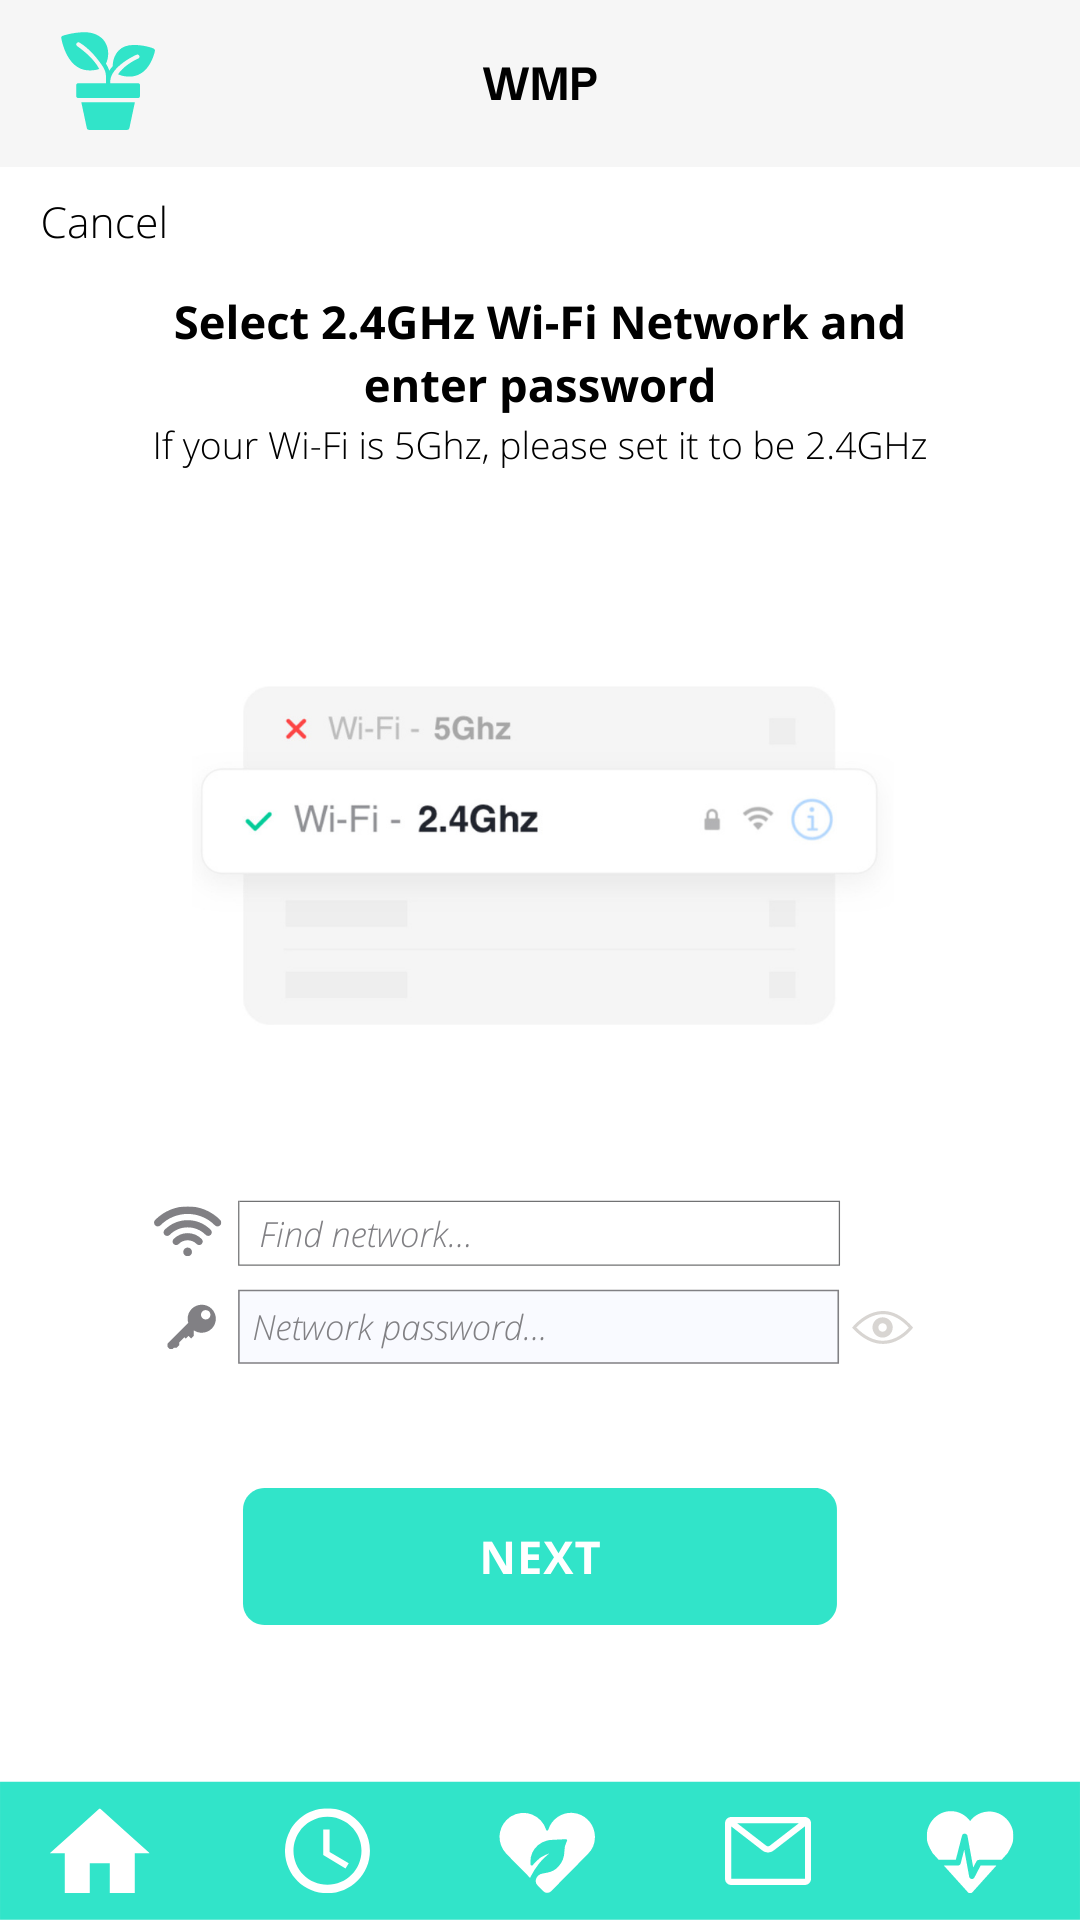 WMP
Cancel
Select 2.4GHz Wi-Fi Network and
enter password
If your Wi-Fi is 5Ghz, please set it to be 2.4GHz
Wi-Fi - 5Ghz
Wi-Fi - 2.4Ghz
Find network...
Network password...
NEXT